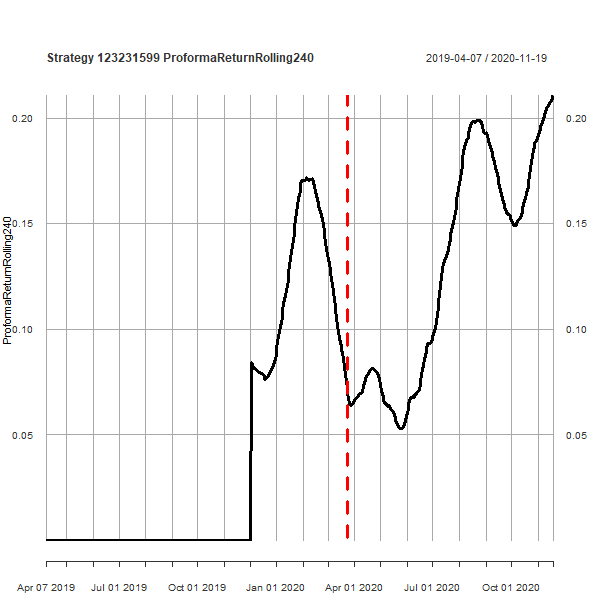 Strategy 123231599 ProformaReturnRolling240
2019-04-07 / 2020-11-19
0.20
0.20
0.15
0.15
ProformaReturnRolling240
0.10
0.10
0.05
0.05
Apr 07 2019
Jul 01 2019
Oct 01 2019
Jan 01 2020
Apr 01 2020
Jul 01 2020
Oct 01 2020